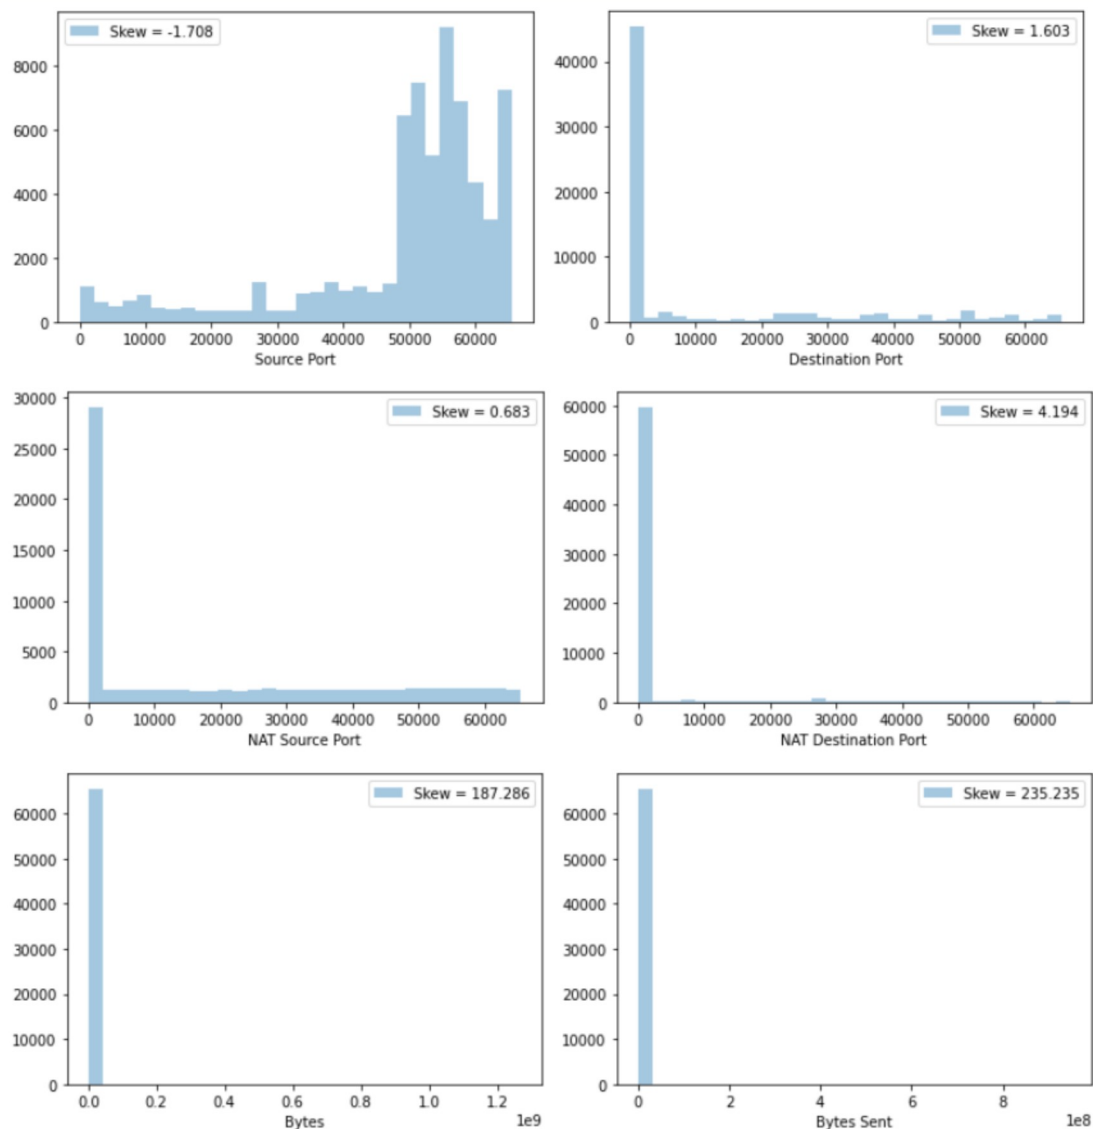 Skew = -1.708
8000
6000
4000
2000
0
0 10000 20000 30000 40000 50000 60000
Source Port
Skew = 1.603
40000
30000
20000
10000
0
0 10000 20000 30000 40000 50000 60000
Destination Port
Skew = 0.683
30000
25000
20000
15000
10000
5000
0
0 10000 20000 30000 40000 50000 60000
NAT Source Port
Skew = 4.194
60000
50000
40000
30000
20000
10000
0
0 10000 20000 30000 40000 50000 60000
NAT Destination Port
Skew = 187.286
60000
50000
40000
30000
20000
10000
0
0.0 0.2 0.4 0.6 0.8 1.0 1.2
1e9
Bytes
Skew = 235.235
60000
50000
40000
30000
20000
10000
0
0 2 4 6 8
1e8
Bytes Sent